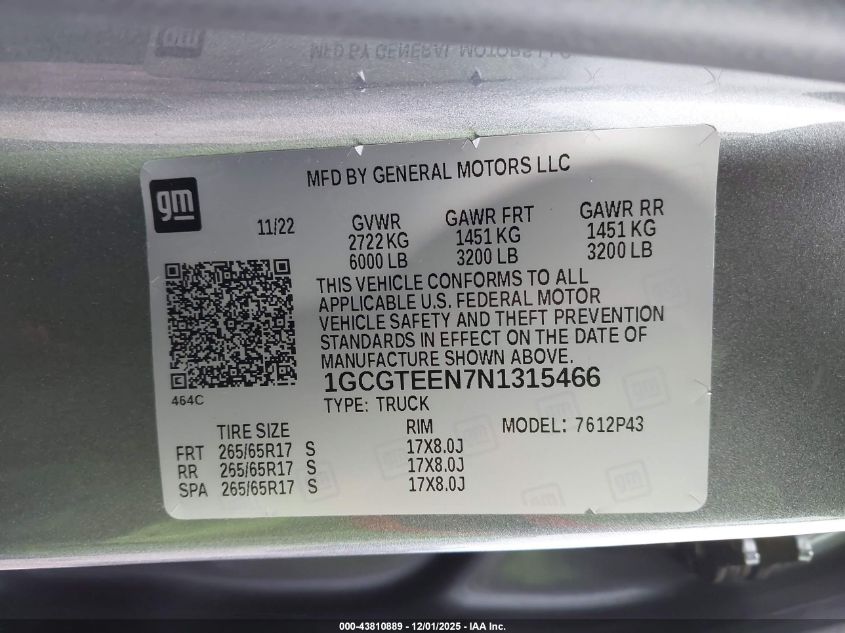 MFD BY GENERAL MOTORS LLC
gm
11/22
GVWR
2722 KG
6000 LB
GAWR FRT
1451 KG
3200 LB
GAWR RR
1451 KG
3200 LB
THIS VEHICLE CONFORMS TO ALL
APPLICABLE U.S. FEDERAL MOTOR
VEHICLE SAFETY AND THEFT PREVENTION
STANDARDS IN EFFECT ON THE DATE OF
MANUFACTURE SHOWN ABOVE.
1GCGTEEN7N1315466
464C
TYPE: TRUCK
TIRE SIZE RIM MODEL: 7612P43
FRT 265/65R17 S 17X8.0J
RR 265/65R17 S 17X8.0J
SPA 265/65R17 S 17X8.0J
gm
gm
000-43810889 - 12/01/2025 - IAA Inc.